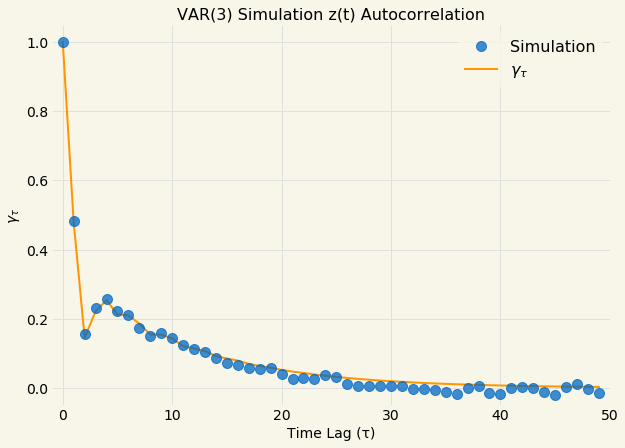 VAR(3) Simulation z(t) Autocorrelation
Simulation
γτ
γτ
1.0
0.8
0.6
0.4
0.2
0.0
0 10 20 30 40 50
Time Lag (τ)